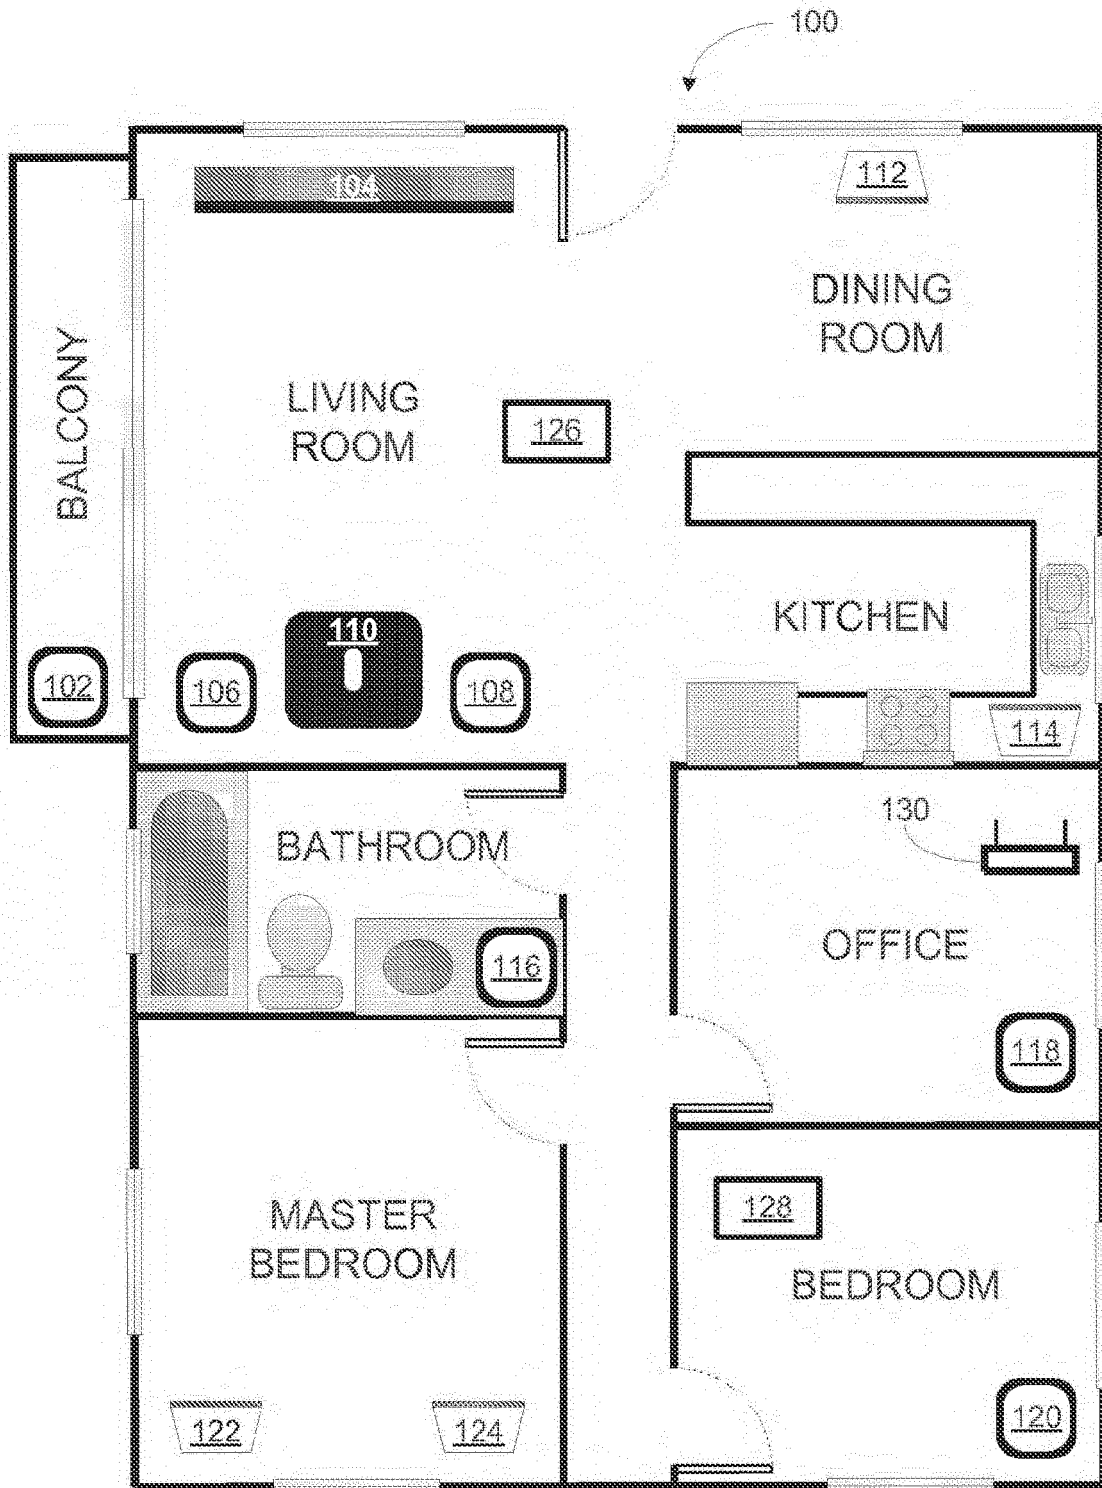 100
104
112
DINING
ROOM
BALCONY
LIVING
ROOM
126
KITCHEN
110
102
106
108
114
130
BATHROOM
OFFICE
116
118
128
MASTER
BEDROOM
BEDROOM
122
124
120